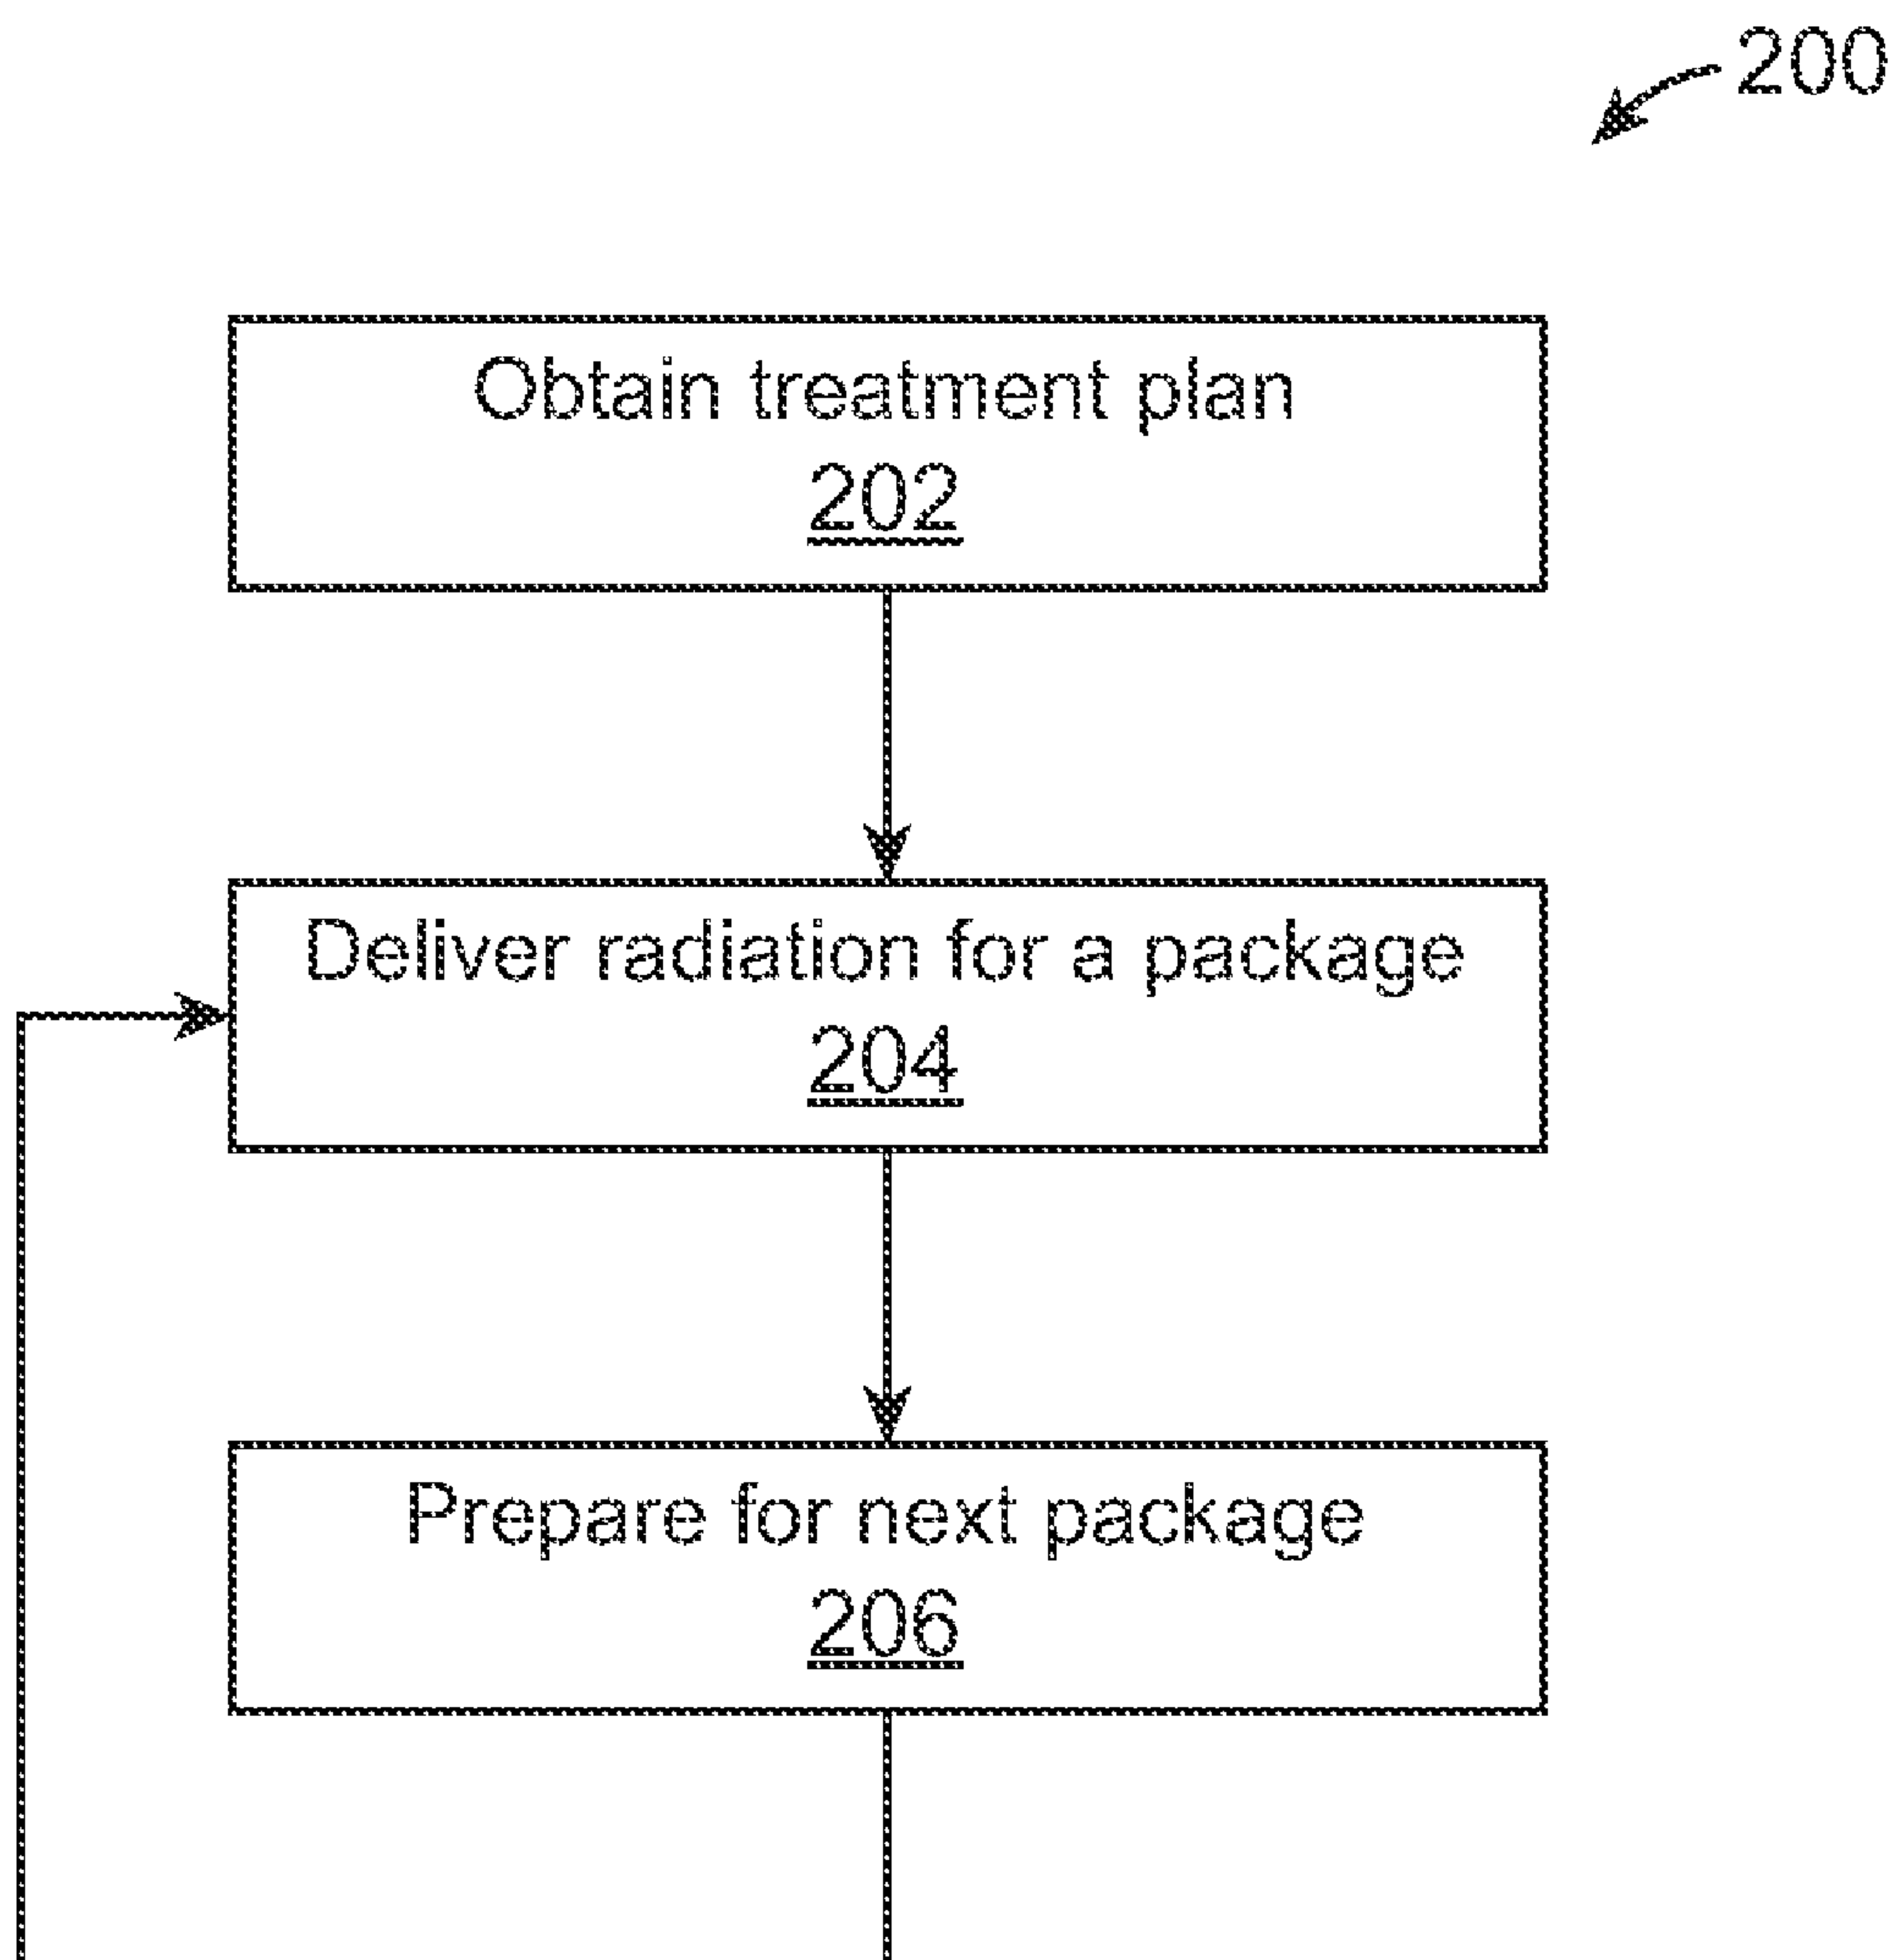 200
Obtain treatment plan
202
Deliver radiation for a package
204
Prepare for next package
206